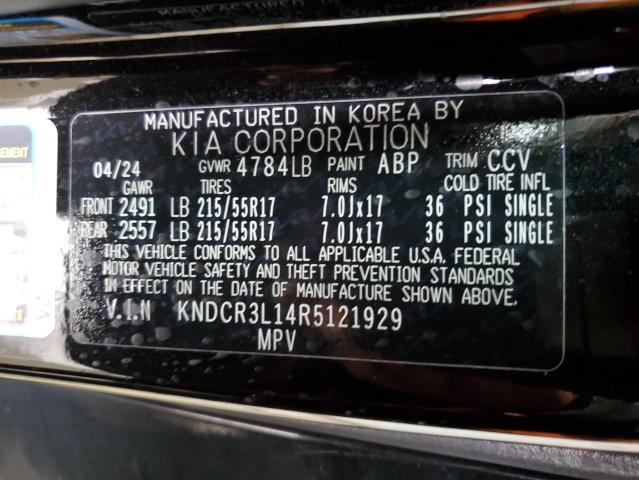 MANUFACTURED IN KOREA BY
KIA CORPORATION
04/24 GVWR 4784LB PAINT ABP TRIM CCV
GAWR TIRES RIMS COLD TIRE INFL
FRONT 2491 LB 215/55R17 7.0Jx17 36 PSI SINGLE
REAR 2557 LB 215/55R17 7.0Jx17 36 PSI SINGLE
THIS VEHICLE CONFORMS TO ALL APPLICABLE U.S.A. FEDERAL
MOTOR VEHICLE SAFETY AND THEFT PREVENTION STANDARDS
IN EFFECT ON THE DATE OF MANUFACTURE SHOWN ABOVE.
V.I.N KNDCR3L14R5121929
MPV